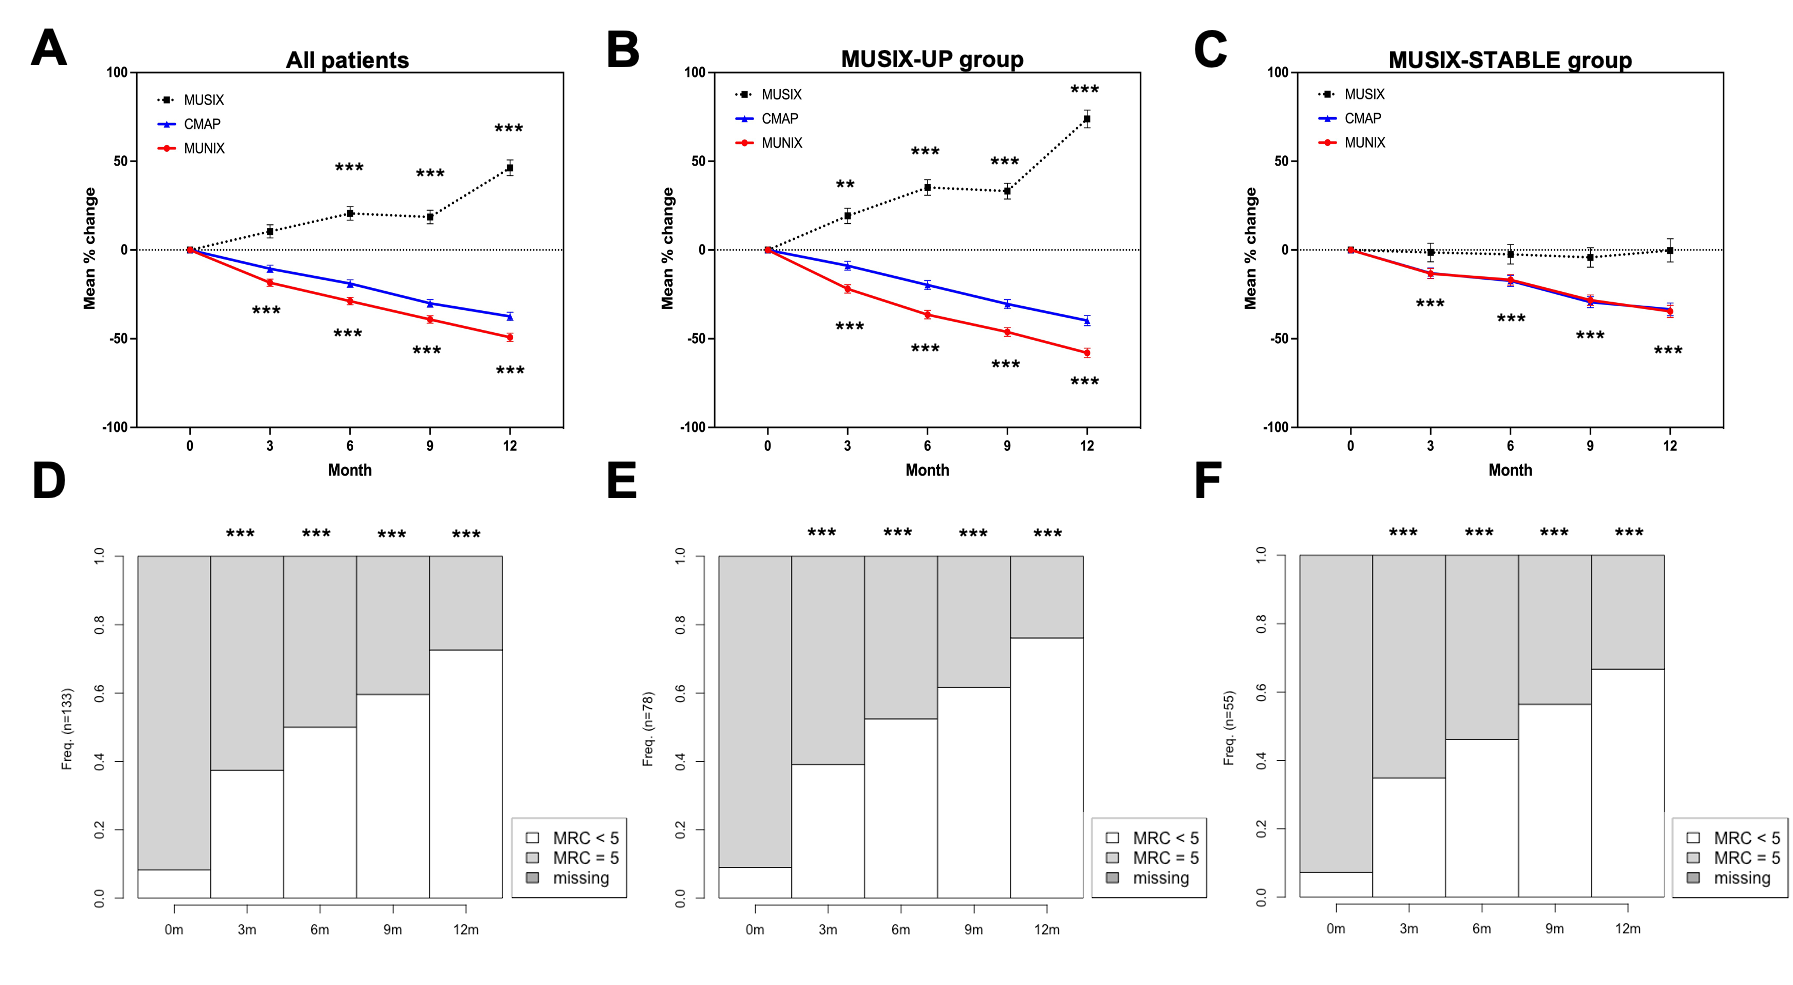 A
All patients
100
50
0
-50
-100
Mean % change
MUSIX
CMAP
MUNIX
***
***
***
***
***
***
***
0
3
6
9
12
Month
B
MUSIX-UP group
100
50
0
-50
-100
Mean % change
MUSIX
CMAP
MUNIX
**
***
***
***
***
***
***
***
0
3
6
9
12
Month
C
MUSIX-STABLE group
100
50
0
-50
-100
Mean % change
MUSIX
CMAP
MUNIX
***
***
***
***
0
3
6
9
12
Month
D
*** *** *** ***
1.0
0.8
0.6
0.4
0.2
0.0
Freq. (n=133)
0m
3m
6m
9m
12m
MRC < 5
MRC = 5
missing
E
*** *** *** ***
1.0
0.8
0.6
0.4
0.2
0.0
Freq. (n=78)
0m
3m
6m
9m
12m
MRC < 5
MRC = 5
missing
F
*** *** *** ***
1.0
0.8
0.6
0.4
0.2
0.0
Freq. (n=55)
0m
3m
6m
9m
12m
MRC < 5
MRC = 5
missing